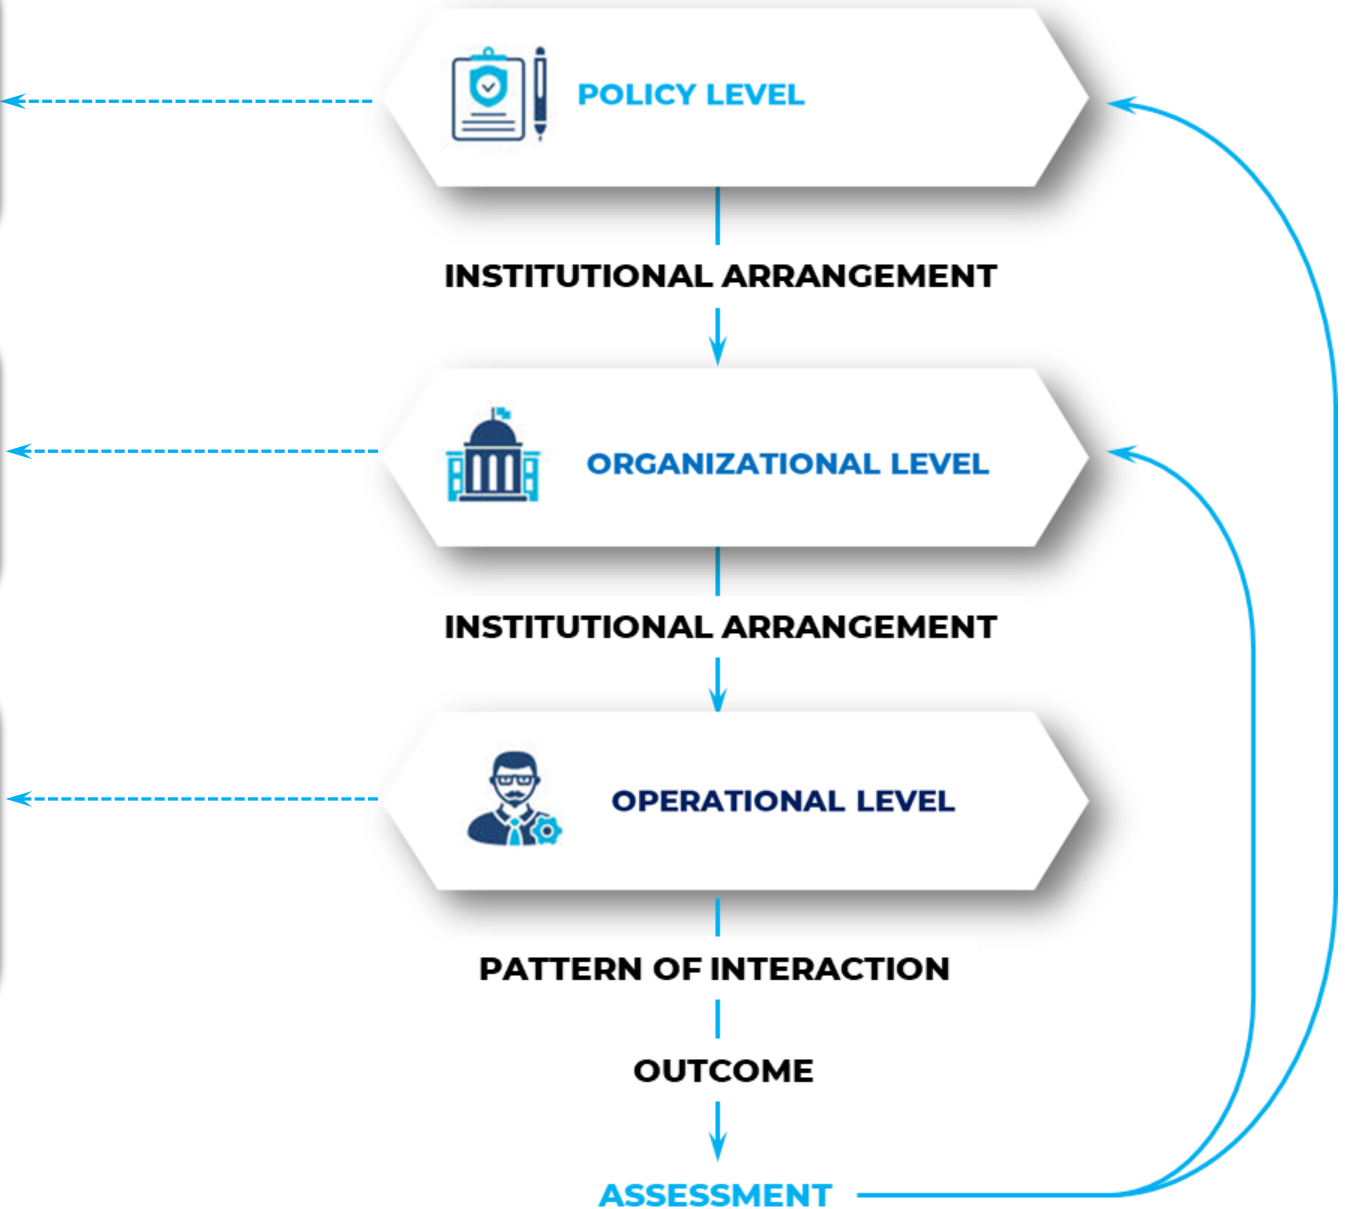 POLICY LEVEL
INSTITUTIONAL ARRANGEMENT
ORGANIZATIONAL LEVEL
INSTITUTIONAL ARRANGEMENT
OPERATIONAL LEVEL
PATTERN OF INTERACTION
OUTCOME
ASSESSMENT